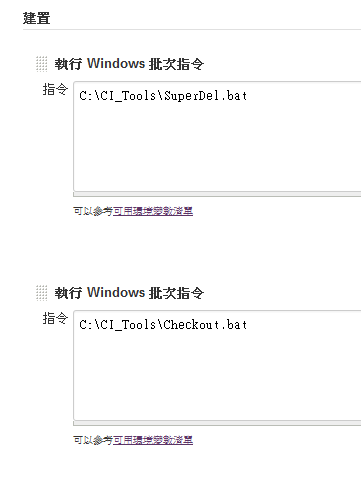 建置
執行 Windows 批次指令
指令
C:\CI_Tools\SuperDel.bat
可以參考可用環境變數清單
執行 Windows 批次指令
指令
C:\CI_Tools\Checkout.bat
可以參考可用環境變數清單